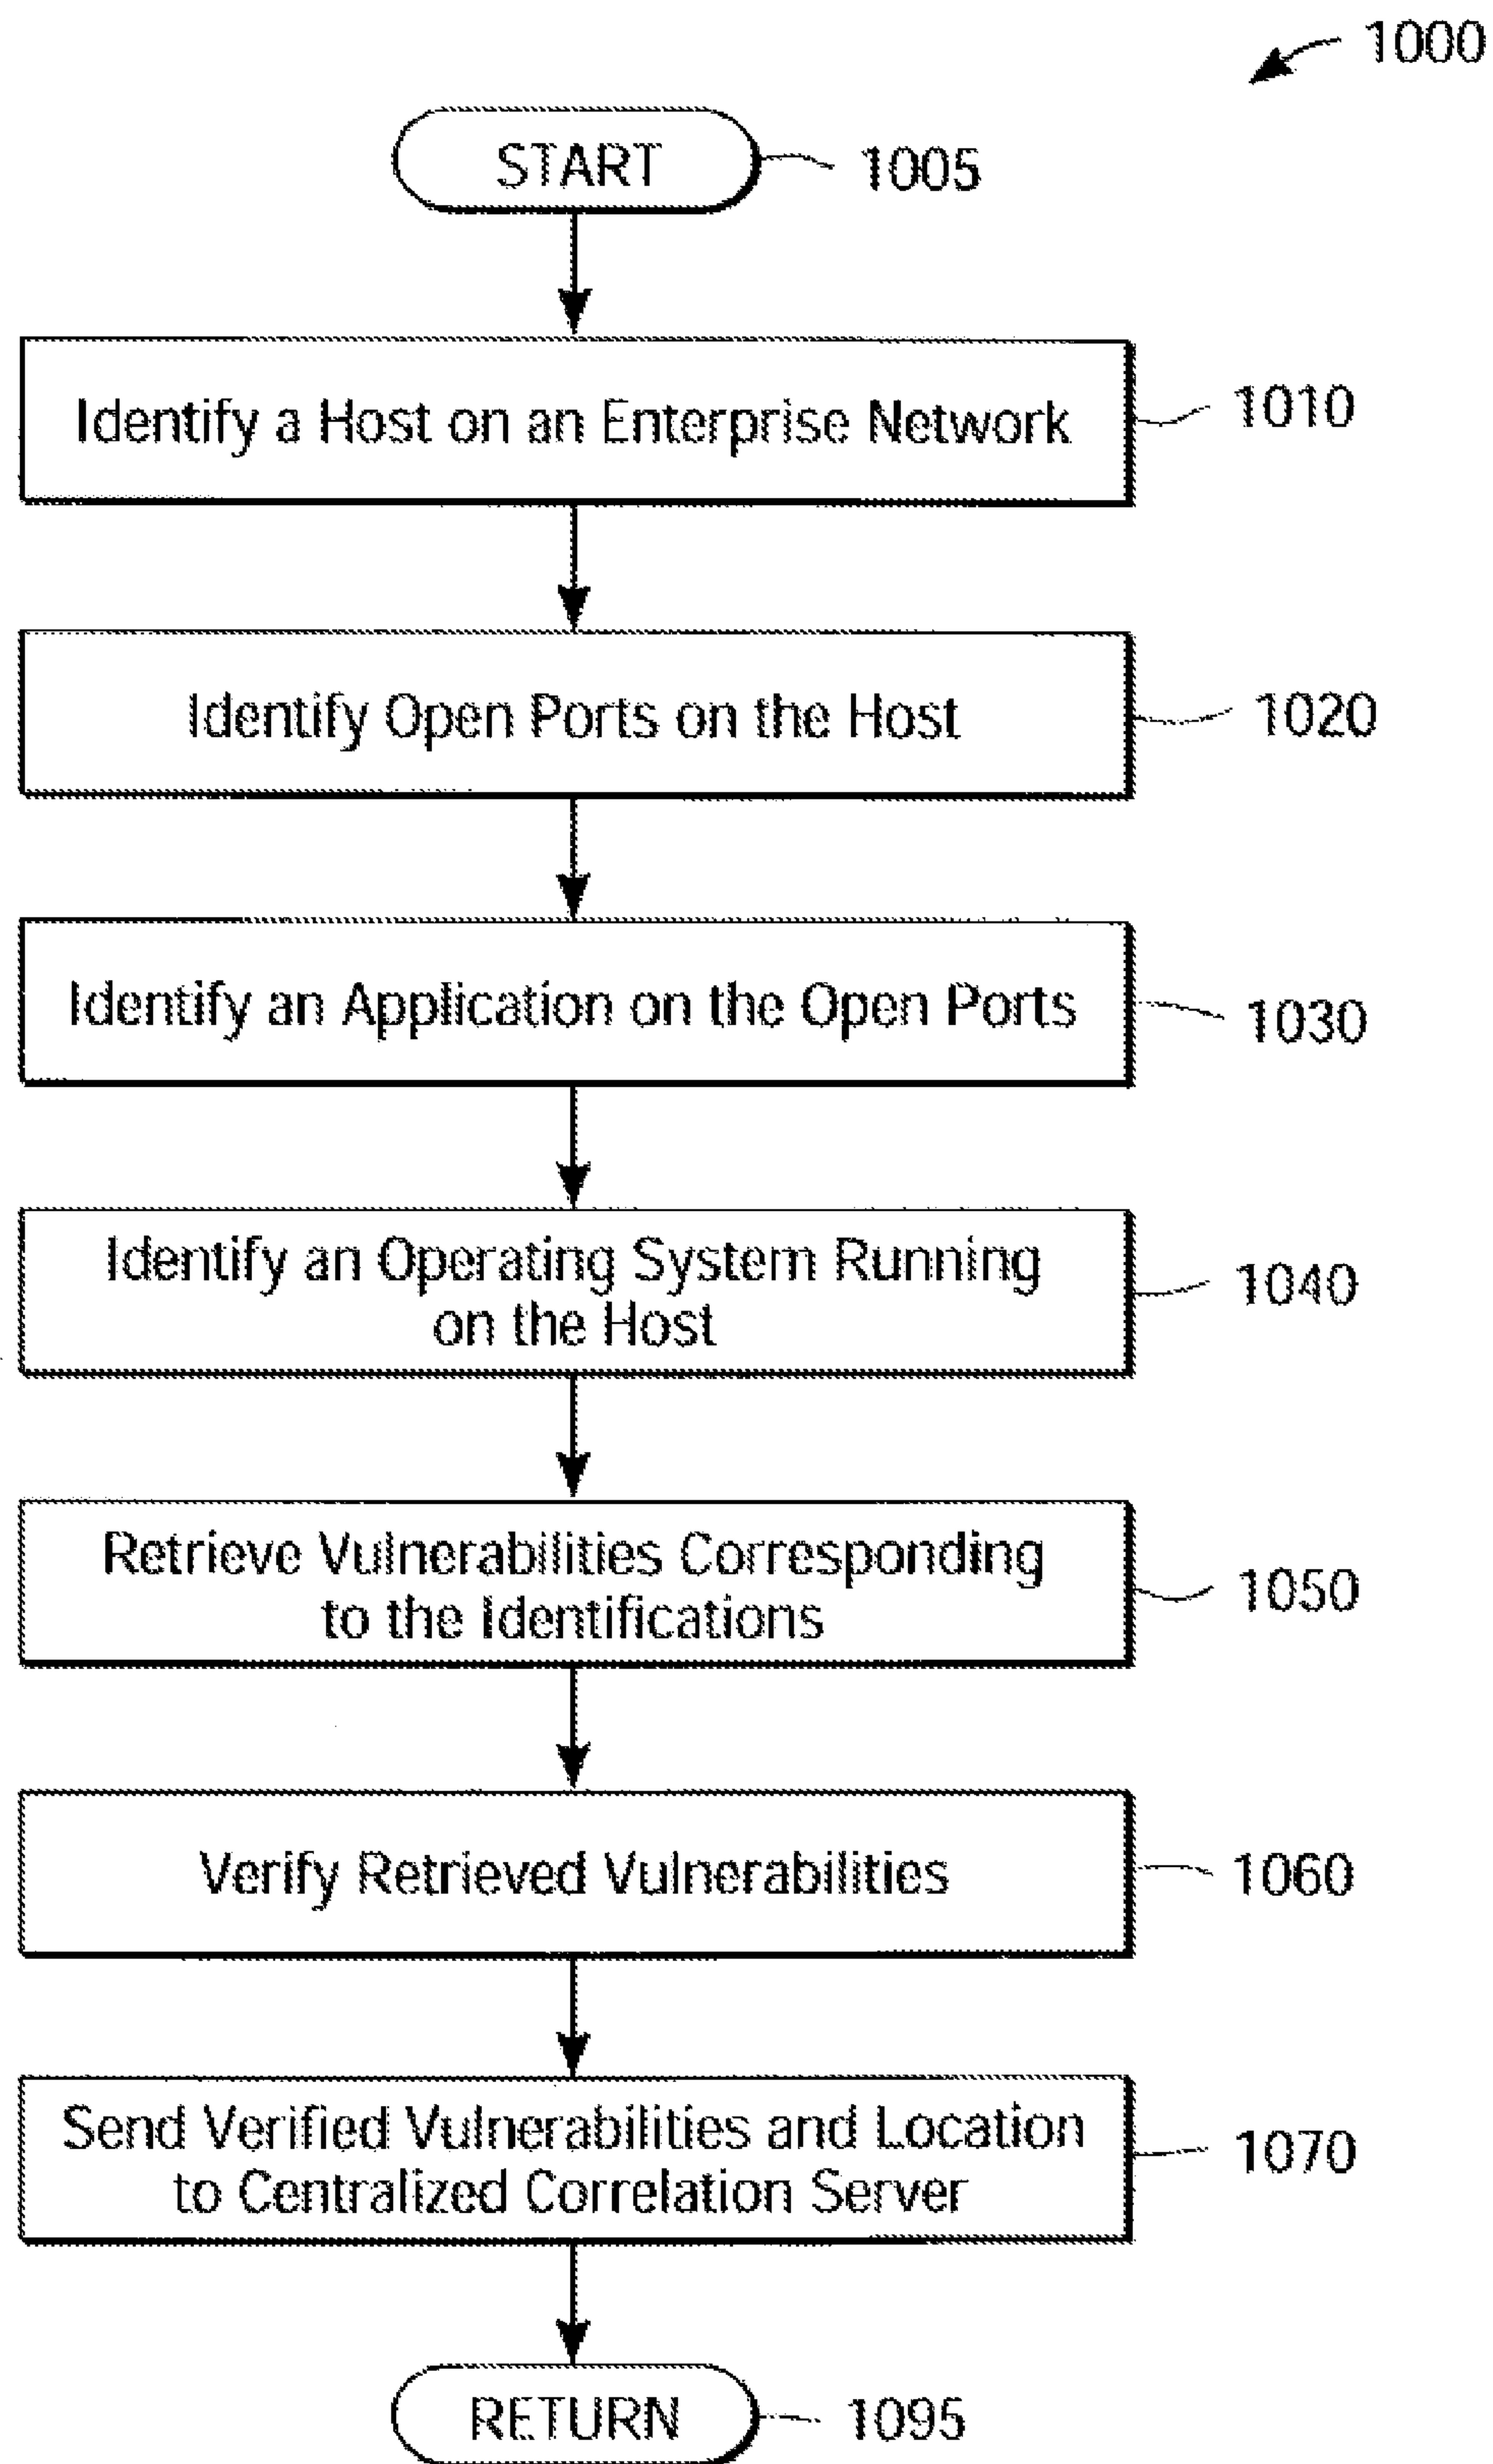 1000
START
1005
Identify a Host on an Enterprise Network
1010
Identify Open Ports on the Host
1020
Identify an Application on the Open Ports
1030
Identify an Operating System Running
on the Host
1040
Retrieve Vulnerabilities Corresponding
to the Identifications
1050
Verify Retrieved Vulnerabilities
1060
Send Verified Vulnerabilities and Location
to Centralized Correlation Server
1070
RETURN
1095